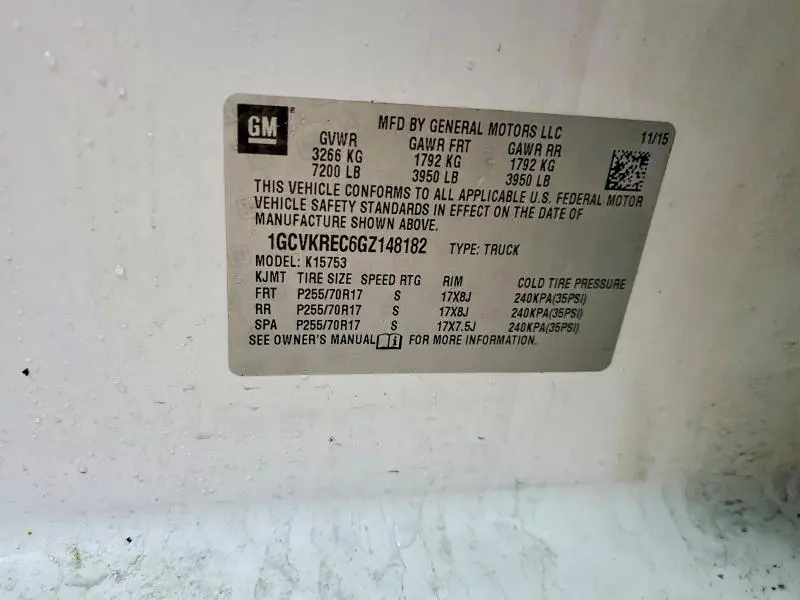 GM
MFD BY GENERAL MOTORS LLC 11/15
GVWR GAWR FRT GAWR RR
3266 KG 1792 KG 1792 KG
7200 LB 3950 LB 3950 LB
THIS VEHICLE CONFORMS TO ALL APPLICABLE U.S. FEDERAL MOTOR
VEHICLE SAFETY STANDARDS IN EFFECT ON THE DATE OF
MANUFACTURE SHOWN ABOVE.
1GCVKREC6GZ148182 TYPE: TRUCK
MODEL: K15753
KJMT TIRE SIZE SPEED RTG RIM COLD TIRE PRESSURE
FRT P255/70R17 S 17X8J 240KPA(35PSI)
RR P255/70R17 S 17X8J 240KPA(35PSI)
SPA P255/70R17 S 17X7.5J 240KPA(35PSI)
SEE OWNER'S MANUAL i FOR MORE INFORMATION.